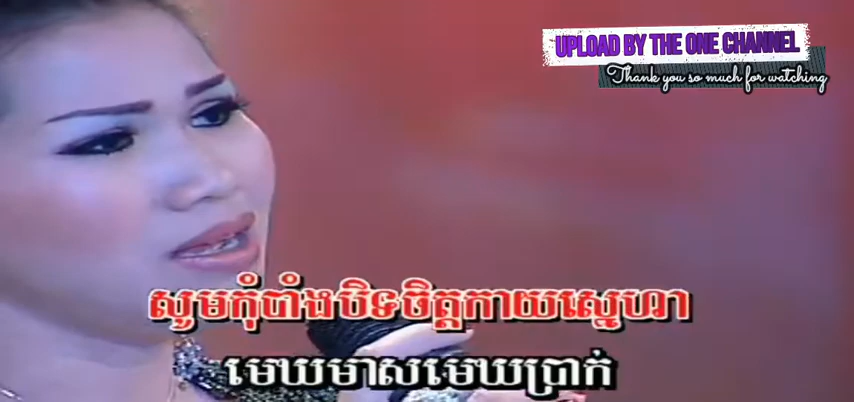 UPLOAD BY THE ONE CHANNEL
Thank you so much for watching
សូមកុំបាំងបិទចិត្តកាយស្នេហា
មេឃមាសមេឃប្រាក់